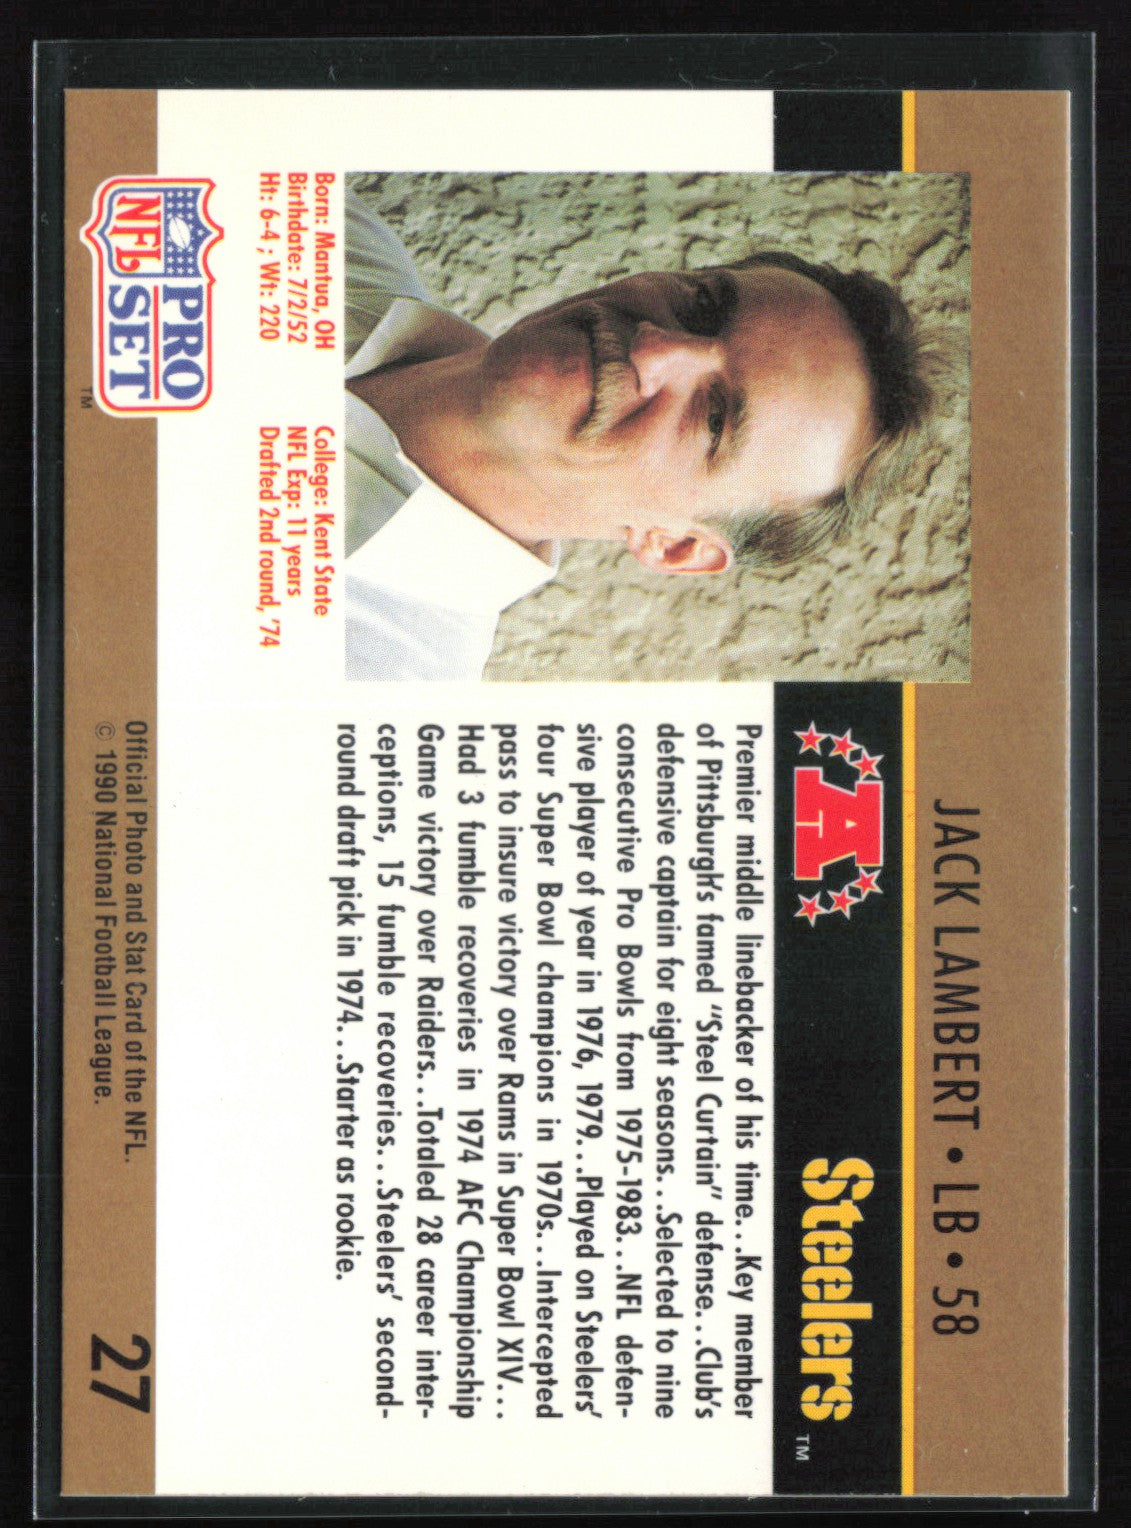 JACK LAMBERT • LB • 58
A
Steelers TM
Premier middle linebacker of his time...Key member
of Pittsburgh's famed "Steel Curtain" defense...Club's
defensive captain for eight seasons...Selected to nine
consecutive Pro Bowls from 1975-1983...NFL defen-
sive player of year in 1976, 1979...Played on Steelers'
four Super Bowl champions in 1970s...Intercepted
pass to insure victory over Rams in Super Bowl XIV...
Had 3 fumble recoveries in 1974 AFC Championship
Game victory over Raiders...Totaled 28 career inter-
ceptions, 15 fumble recoveries...Steelers' second-
round draft pick in 1974...Starter as rookie.
Born: Mantua, OH
Birthdate: 7/2/52
Ht: 6-4 ; Wt: 220
College: Kent State
NFL Exp: 11 years
Drafted 2nd round, '74
NFL PRO SET TM
Official Photo and Stat Card of the NFL.
© 1990 National Football League.
27